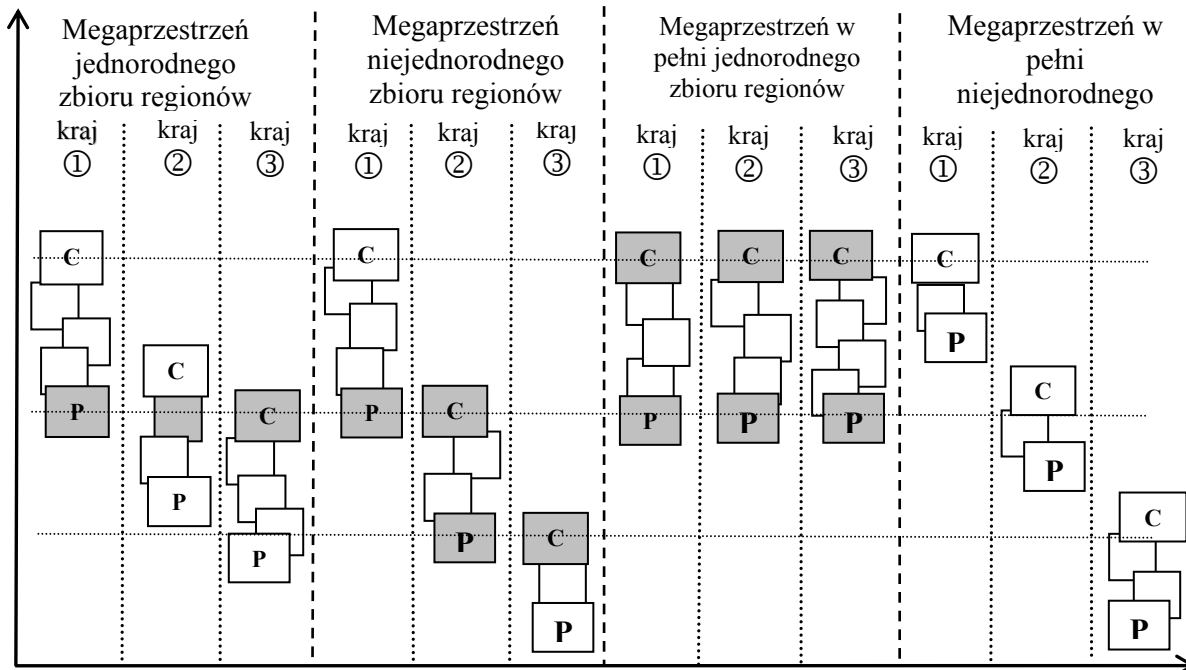 Megaprzestrzeń
jednorodnego
zbioru regionów
Megaprzestrzeń
niejednorodnego
zbioru regionów
Megaprzestrzeń w
pełni jednorodnego
zbioru regionów
Megaprzestrzeń w
pełni
niejednorodnego
kraj
①
kraj
②
kraj
③
kraj
①
kraj
②
kraj
③
kraj
①
kraj
②
kraj
③
kraj
①
kraj
②
kraj
③
C
P
C
P
C
P
C
P
C
P
C
P
C
P
C
P
C
P
C
P
C
P
C
P